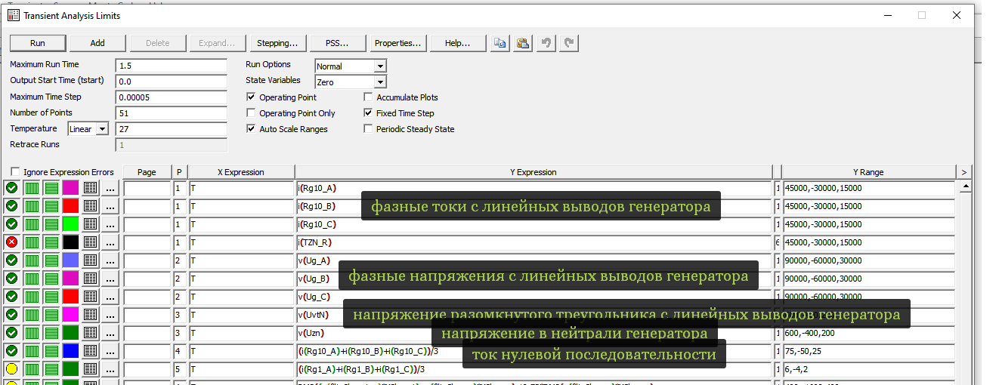 Transient Analysis Limits
Run Add Delete Expand... Stepping... PSS... Properties... Help...
Maximum Run Time 1.5 Run Options Normal
Output Start Time (tstart) 0.0 State Variables Zero
Maximum Time Step 0.00005 Operating Point Accumulate Plots
Number of Points 51 Operating Point Only Fixed Time Step
Temperature Linear 27 Auto Scale Ranges Periodic Steady State
Retrace Runs 1
Ignore Expression Errors Page P X Expression Y Expression Y Range >
... 1 T i(Rg10_A) 1 45000,-30000,15000
... 1 T i(Rg10_B) 1 45000,-30000,15000
фазные токи с линейных выводов генератора
... 1 T i(Rg10_C) 1 45000,-30000,15000
... 1 T i(TZN_R) 6 45000,-30000,15000
... 2 T v(Ug_A) 1 90000,-60000,30000
фазные напряжения с линейных выводов генератора
... 2 T v(Ug_B) 1 90000,-60000,30000
... 2 T v(Ug_C) 1 90000,-60000,30000
... 3 T v(UvtN) 1
напряжение разомкнутого треугольника с линейных выводов генератора
... 3 T v(Uzn) 1 600,-400,200
напряжение в нейтрали генератора
... 4 T (i(Rg10_A)+i(Rg10_B)+i(Rg10_C))/3 1 75,-50,25
ток нулевой последовательности
... 5 T (i(Rg1_A)+i(Rg1_B)+i(Rg1_C))/3 1 6,-4,2